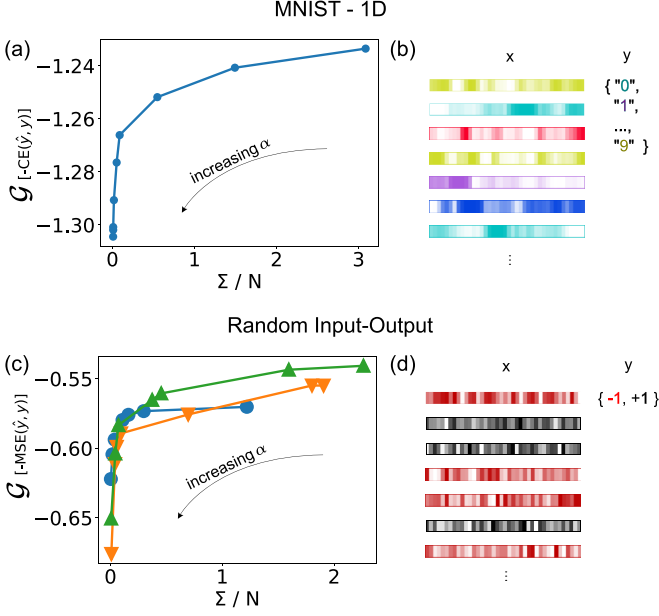 MNIST - 1D
(a)
−1.24
−1.26
−1.28
−1.30
𝒢 [-CE(ŷ, y)]
increasing α
0 1 2 3
Σ / N
(b)
x y
{ "0",
"1",
...,
"9" }
⋮
Random Input-Output
(c)
−0.55
−0.60
−0.65
𝒢 [-MSE(ŷ, y)]
increasing α
0 1 2
Σ / N
(d)
x y
{ -1, +1 }
⋮